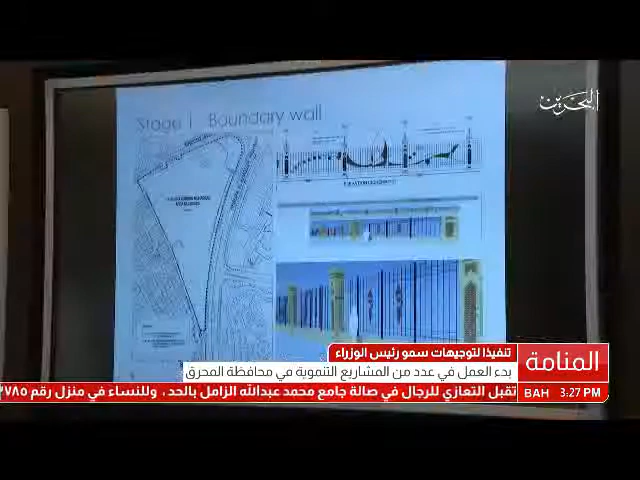 البحرين
Stage 1 Boundary wall
تنفيذا لتوجيهات سمو رئيس الوزراء
المنامة
بدء العمل في عدد من المشاريع التنموية في محافظة المحرق
BAH 3:27 PM
تقبل التعازي للرجال في صالة جامع محمد عبدالله الزامل بالحد ، وللنساء في منزل رقم ٢٧٨٥